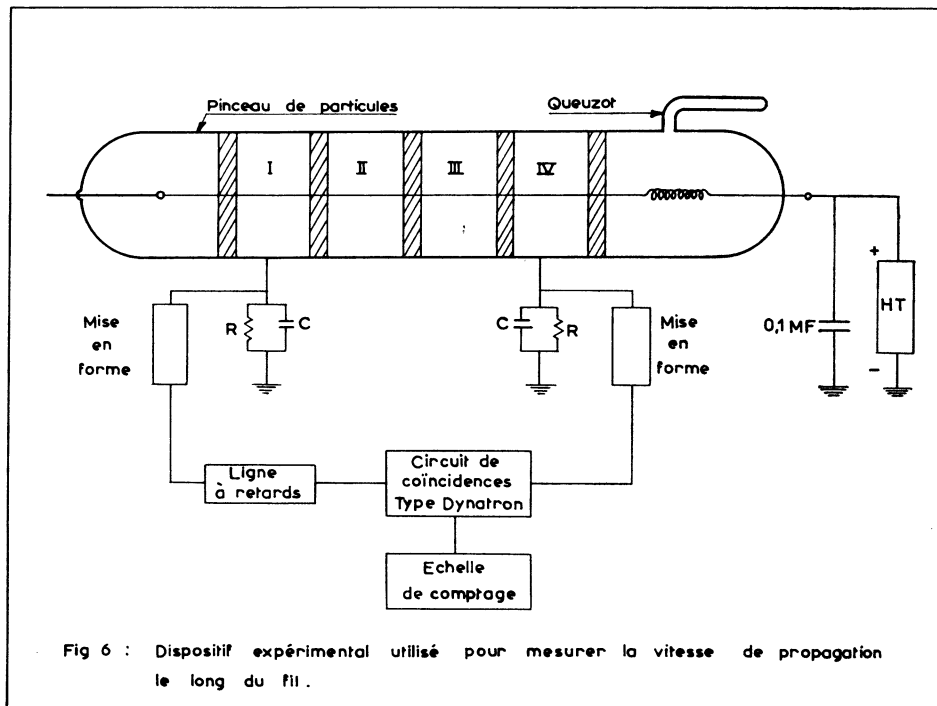 Pinceau de particules
Queuzot
I
II
III
IV
Mise
en
forme
R
C
C
R
Mise
en
forme
0,1 MF
+
HT
-
Ligne
à retards
Circuit de
coïncidences
Type Dynatron
Echelle
de comptage
Fig 6 : Dispositif expérimental utilisé pour mesurer la vitesse de propagation
le long du fil.